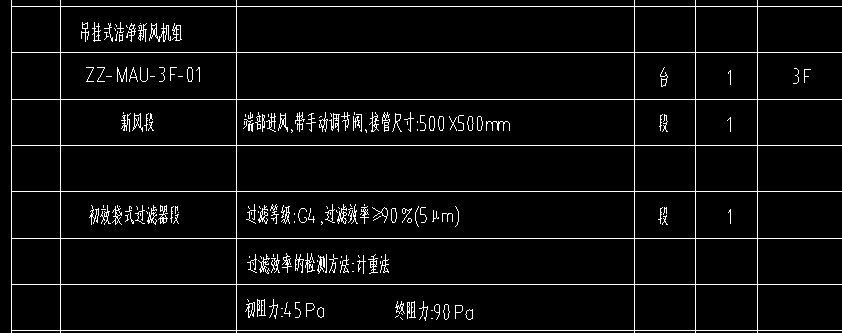 吊挂式洁净新风机组
ZZ-MAU-3F-01 台 1 3F
新风段 端部进风,带手动调节阀,接管尺寸:500X500mm 段 1
初效袋式过滤器段 过滤等级:G4,过滤效率≥90%(5μm) 段 1
过滤效率的检测方法:计重法
初阻力:45Pa 终阻力:98Pa